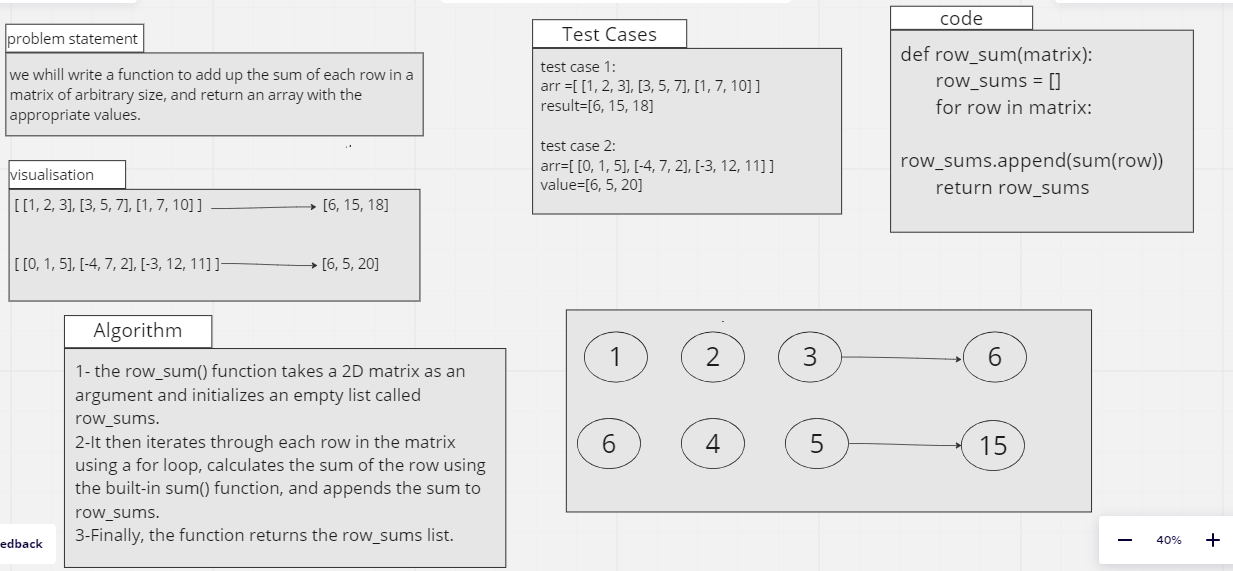 problem statement
we whill write a function to add up the sum of each row in a
matrix of arbitrary size, and return an array with the
appropriate values.
visualisation
[ [1, 2, 3], [3, 5, 7], [1, 7, 10] ]
[6, 15, 18]
[ [0, 1, 5], [-4, 7, 2], [-3, 12, 11] ]
[6, 5, 20]
Algorithm
1- the row_sum() function takes a 2D matrix as an
argument and initializes an empty list called
row_sums.
2-It then iterates through each row in the matrix
using a for loop, calculates the sum of the row using
the built-in sum() function, and appends the sum to
row_sums.
3-Finally, the function returns the row_sums list.
Test Cases
test case 1:
arr =[ [1, 2, 3], [3, 5, 7], [1, 7, 10] ]
result=[6, 15, 18]
test case 2:
arr=[ [0, 1, 5], [-4, 7, 2], [-3, 12, 11] ]
value=[6, 5, 20]
code
def row_sum(matrix):
row_sums = []
for row in matrix:
row_sums.append(sum(row))
return row_sums
1 2 3 6
6 4 5 15
edback
40%